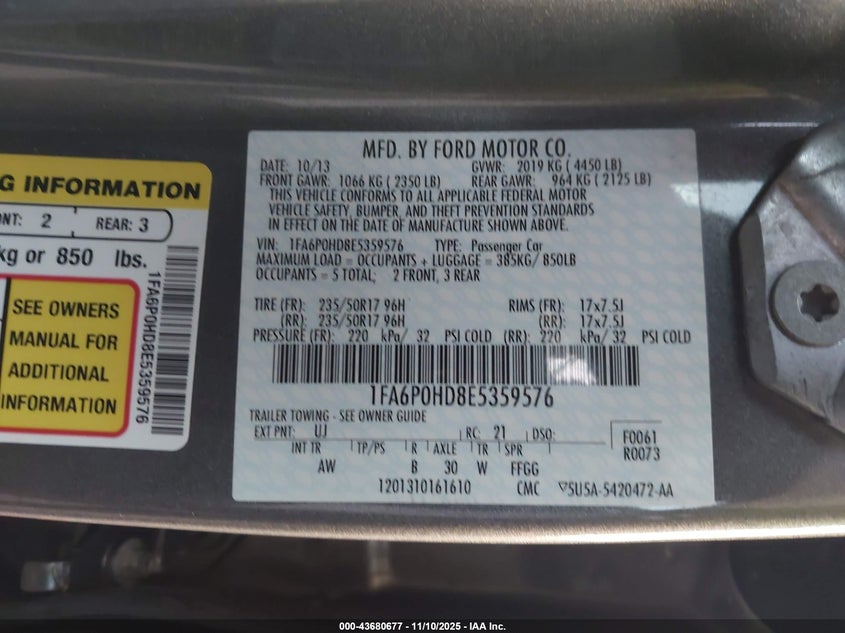 G INFORMATION
NT: 2 REAR: 3
kg or 850 lbs.
SEE OWNERS
MANUAL FOR
ADDITIONAL
INFORMATION
1FA6P0HD8E5359576
MFD. BY FORD MOTOR CO.
DATE: 10/13 GVWR: 2019 KG ( 4450 LB)
FRONT GAWR: 1066 KG ( 2350 LB) REAR GAWR: 964 KG ( 2125 LB)
THIS VEHICLE CONFORMS TO ALL APPLICABLE FEDERAL MOTOR
VEHICLE SAFETY, BUMPER, AND THEFT PREVENTION STANDARDS
IN EFFECT ON THE DATE OF MANUFACTURE SHOWN ABOVE.
VIN: 1FA6P0HD8E5359576 TYPE: Passenger Car
MAXIMUM LOAD = OCCUPANTS + LUGGAGE = 385KG/ 850LB
OCCUPANTS = 5 TOTAL; 2 FRONT, 3 REAR
TIRE (FR): 235/50R17 96H RIMS (FR): 17x7.5J
(RR): 235/50R17 96H (RR): 17x7.5J
PRESSURE (FR): 220 kPa/ 32 PSI COLD (RR): 220 kPa/ 32 PSI COLD
1FA6P0HD8E5359576
TRAILER TOWING - SEE OWNER GUIDE
EXT PNT: UJ RC: 21 DSO: F0061
INT TR TP/PS R AXLE TR SPR R0073
AW B 30 W FFGG
1201310161610 CMC 5U5A-5420472-AA
000-43680677 - 11/10/2025 - IAA Inc.